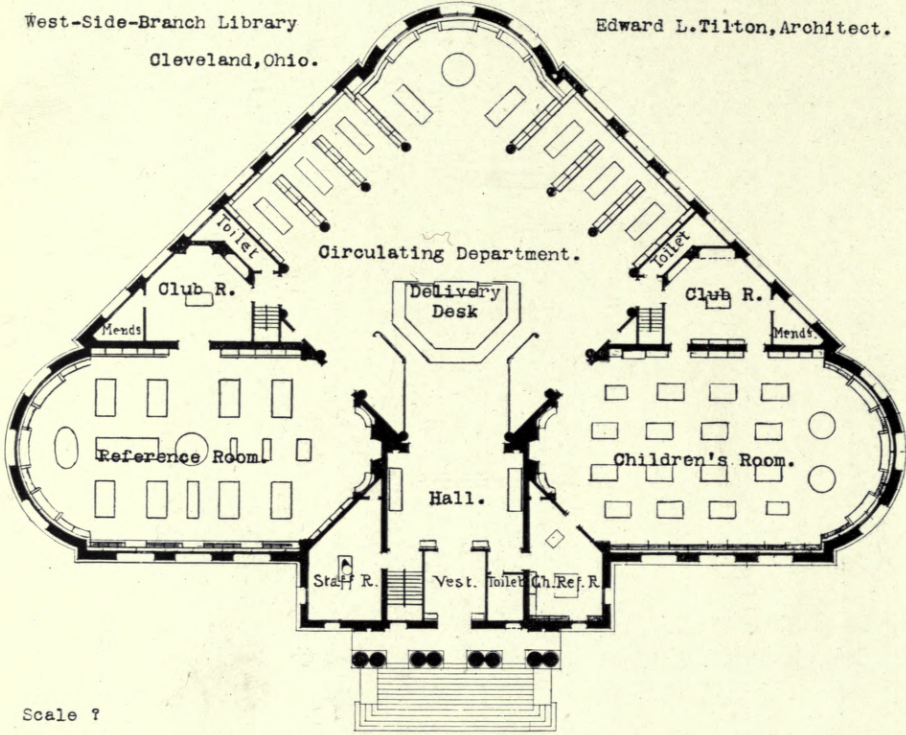 West-Side-Branch Library
Cleveland,Ohio.
Edward L.Tilton,Architect.
Toilet
Toilet
Circulating Department.
Club R.
Delivery
Desk
Club R.
Mends
Mends.
Reference Room.
Children's Room.
Hall.
Staff R.
Vest.
Toilet
Ch.Ref.R.
Scale ?